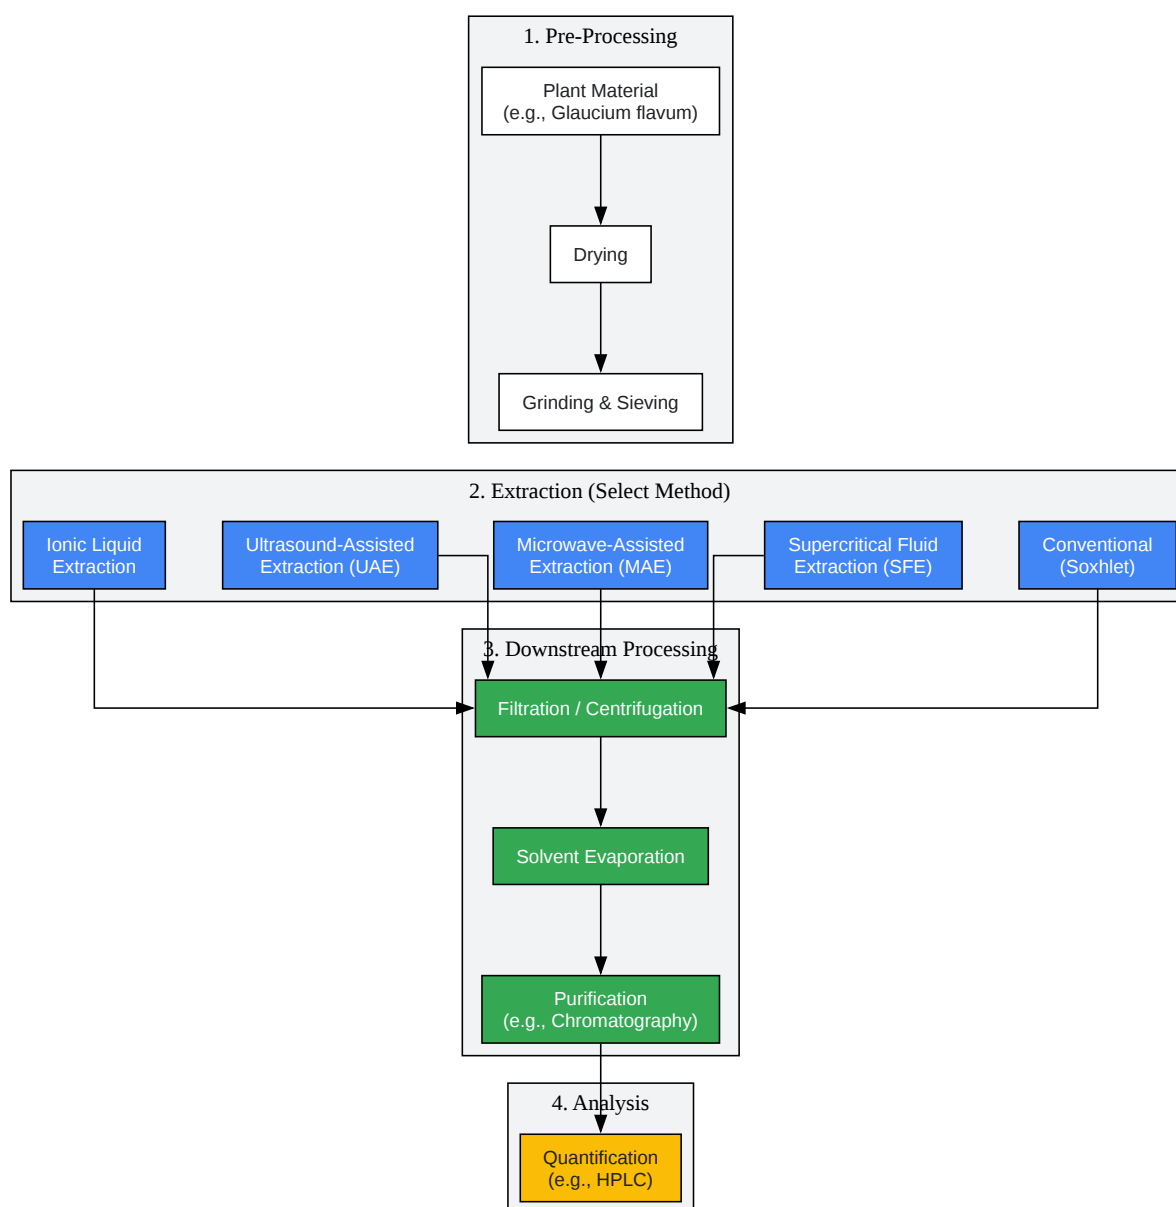 1. Pre-Processing
Plant Material
(e.g., Glaucium flavum)
Drying
Grinding & Sieving
2. Extraction (Select Method)
Ionic Liquid
Extraction
Ultrasound-Assisted
Extraction (UAE)
Microwave-Assisted
Extraction (MAE)
Supercritical Fluid
Extraction (SFE)
Conventional
(Soxhlet)
3. Downstream Processing
Filtration / Centrifugation
Solvent Evaporation
Purification
(e.g., Chromatography)
4. Analysis
Quantification
(e.g., HPLC)